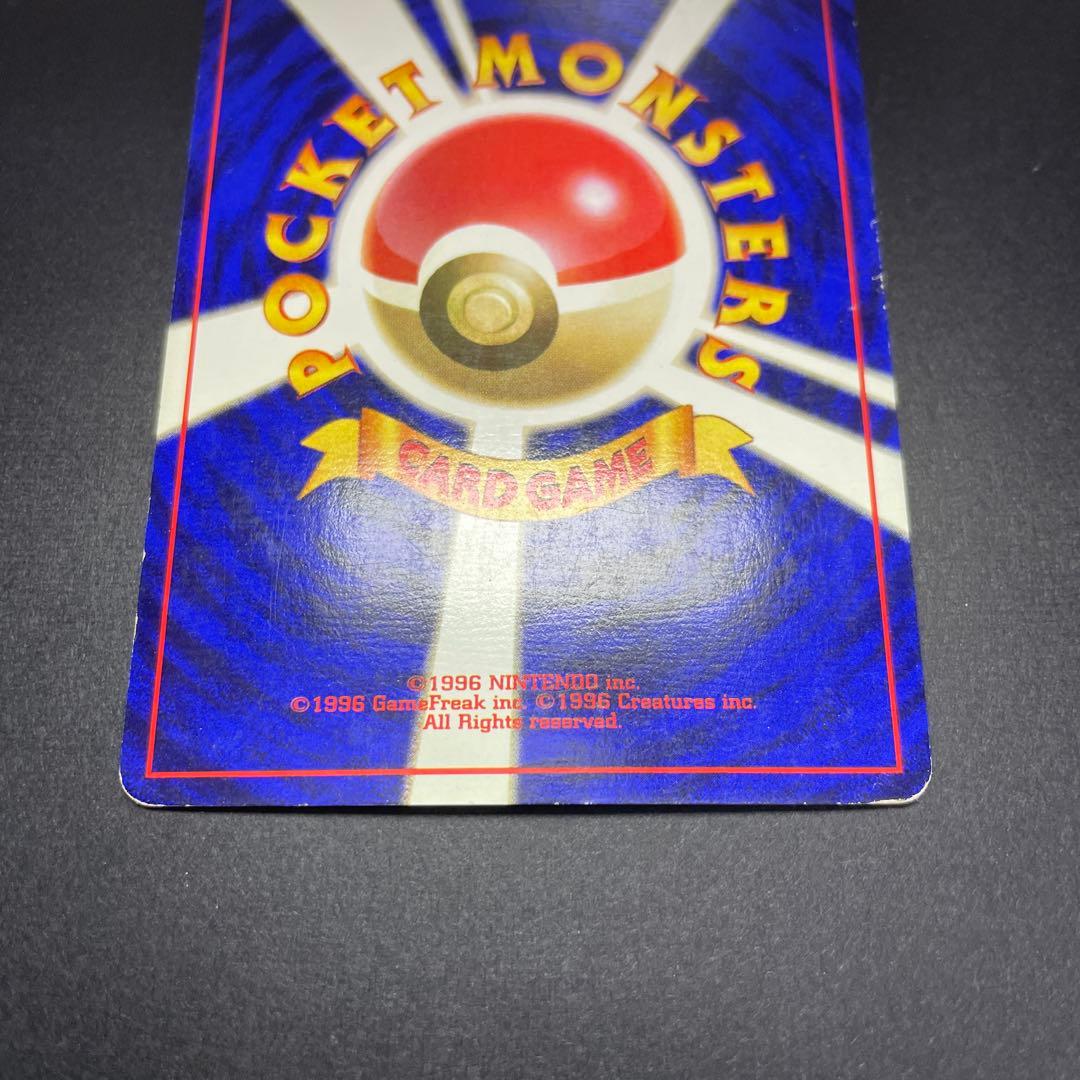 POCKET MONSTERS
CARD GAME
©1996 NINTENDO inc.
©1996 GameFreak inc. ©1996 Creatures inc.
All Rights reserved.